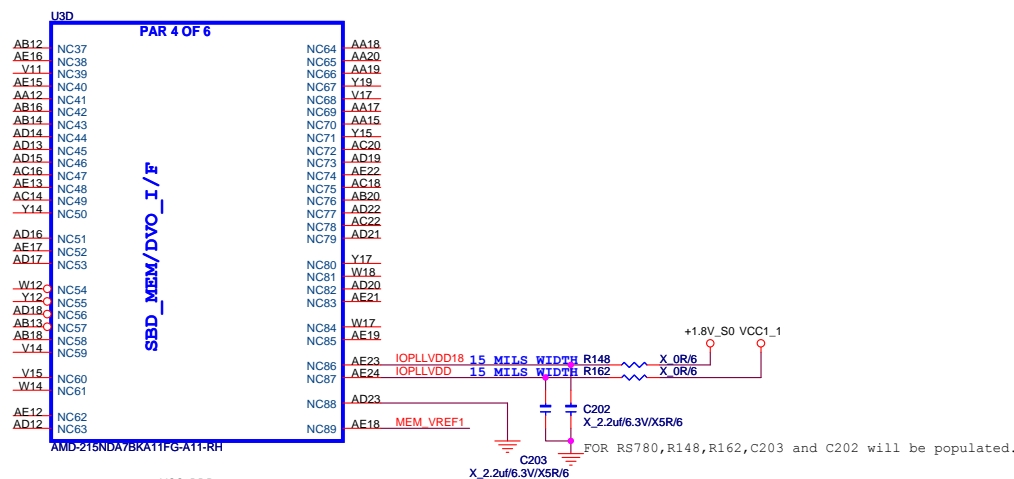 U3D
PAR 4 OF 6
AB12 NC37 NC64 AA18
AE16 NC38 NC65 AA20
V11 NC39 NC66 AA19
AE15 NC40 NC67 Y19
AA12 NC41 NC68 V17
AB16 NC42 NC69 AA17
AB14 NC43 NC70 AA15
AD14 NC44 NC71 Y15
AD13 NC45 NC72 AC20
AD15 NC46 NC73 AD19
AC16 NC47 NC74 AE22
AE13 NC48 NC75 AC18
AC14 NC49 NC76 AB20
Y14 NC50 NC77 AD22
NC78 AC22
AD16 NC51 NC79 AD21
AE17 NC52
AD17 NC53 NC80 Y17
NC81 W18
W12 NC54 NC82 AD20
Y12 NC55 NC83 AE21
AD18 NC56
AB13 NC57 NC84 W17
AB18 NC58 NC85 AE19
V14 NC59
SBD_MEM/DVO_I/F
+1.8V_S0 VCC1_1
NC86 AE23 IOPLLVDD18 15 MILS WIDTH R148 X_0R/6
V15 NC60 NC87 AE24 IOPLLVDD 15 MILS WIDTH R162 X_0R/6
W14 NC61
NC88 AD23
AE12 NC62
AD12 NC63 NC89 AE18 MEM_VREF1
C202
X_2.2uf/6.3V/X5R/6
AMD-215NDA7BKA11FG-A11-RH
FOR RS780,R148,R162,C203 and C202 will be populated.
C203
X_2.2uf/6.3V/X5R/6